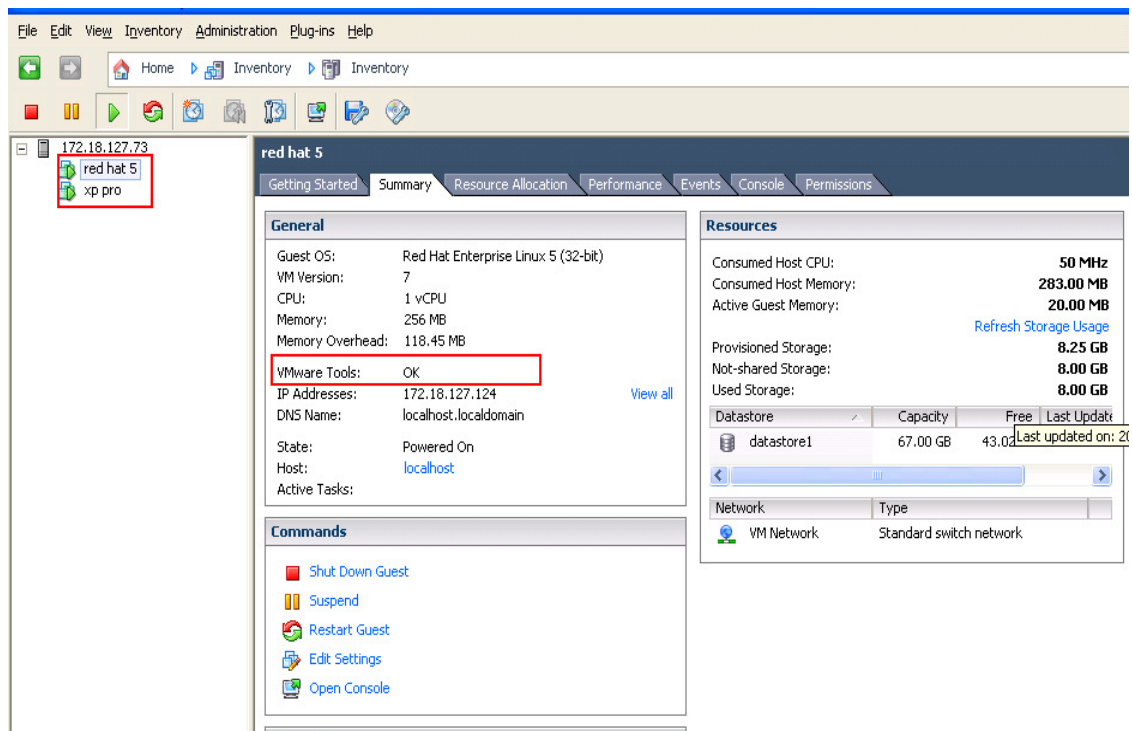 File Edit View Inventory Administration Plug-ins Help
Home Inventory Inventory
172.18.127.73
red hat 5
xp pro
red hat 5
Getting Started Summary Resource Allocation Performance Events Console Permissions
General
Guest OS: Red Hat Enterprise Linux 5 (32-bit)
VM Version: 7
CPU: 1 vCPU
Memory: 256 MB
Memory Overhead: 118.45 MB
VMware Tools: OK
IP Addresses: 172.18.127.124 View all
DNS Name: localhost.localdomain
State: Powered On
Host: localhost
Active Tasks:
Commands
Shut Down Guest
Suspend
Restart Guest
Edit Settings
Open Console
Resources
Consumed Host CPU: 50 MHz
Consumed Host Memory: 283.00 MB
Active Guest Memory: 20.00 MB
Refresh Storage Usage
Provisioned Storage: 8.25 GB
Not-shared Storage: 8.00 GB
Used Storage: 8.00 GB
Datastore Capacity Free Last Update
datastore1 67.00 GB 43.02 Last updated on: 20
Network Type
VM Network Standard switch network